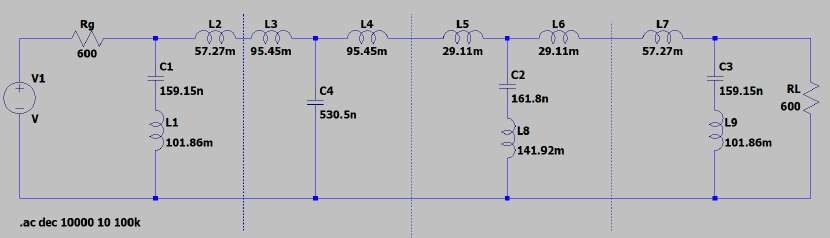 Rg
600
L2
57.27m
L3
95.45m
L4
95.45m
L5
29.11m
L6
29.11m
L7
57.27m
V1
V
C1
159.15n
L1
101.86m
C4
530.5n
C2
161.8n
L8
141.92m
C3
159.15n
L9
101.86m
RL
600
.ac dec 10000 10 100k